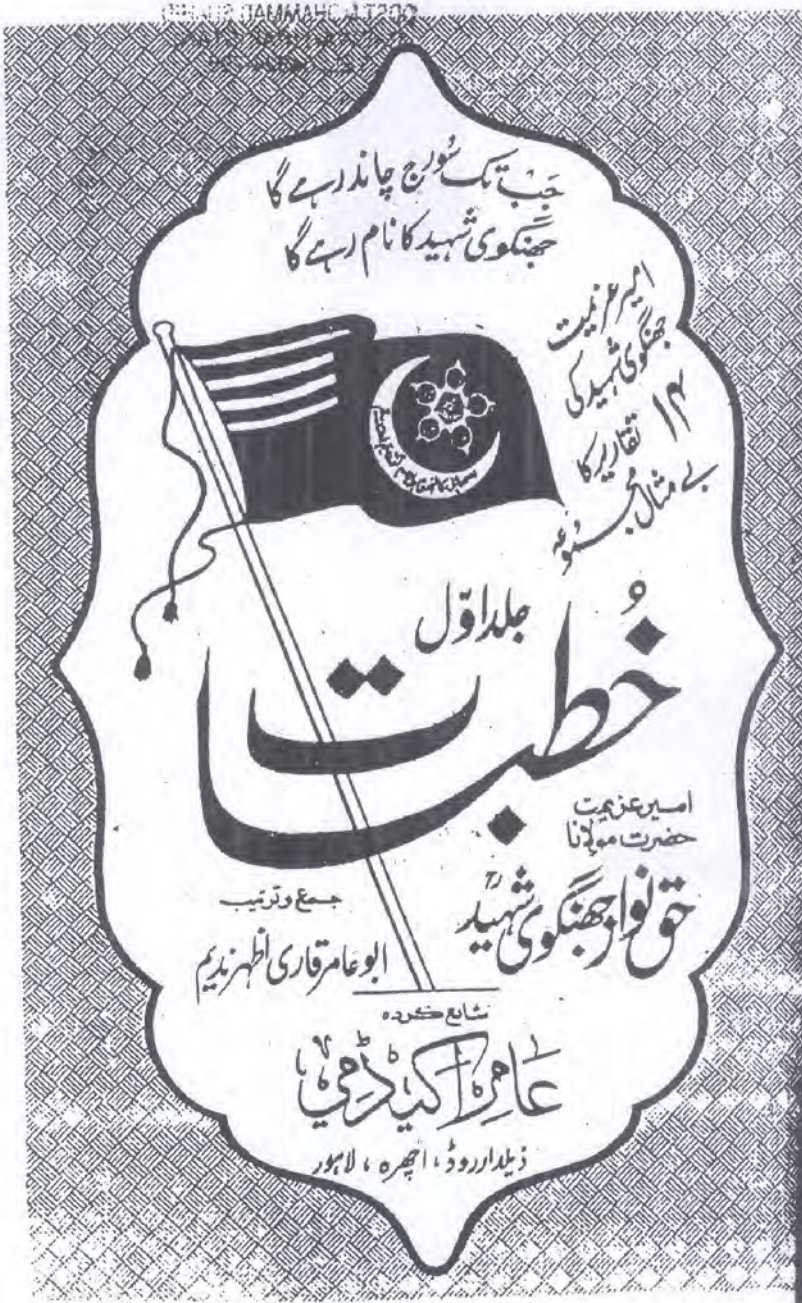 جب تک سورج چاند رہے گا
جھنگوی شہید کا نام رہے گا
امیر عزیمت
جھنگوی شہید کی
۱۴ تقاریر کا
بے مثال مجموعہ
جلد اوّل
خُطبات
امیر عزیمت
حضرت مولانا
حق نواز جھنگوی شہیدؒ
جمع و ترتیب
ابو عامر قاری اظہر ندیم
شائع کردہ
عامر اکیڈمی
ذیلدار روڈ، اچھرہ، لاہور